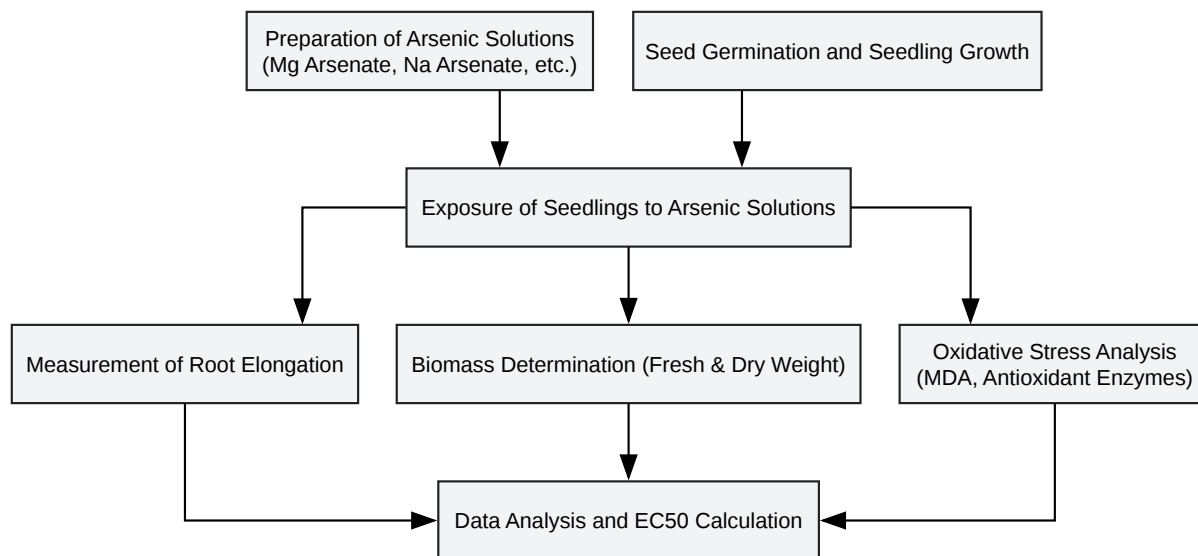 Preparation of Arsenic Solutions
(Mg Arsenate, Na Arsenate, etc.)
Seed Germination and Seedling Growth
Exposure of Seedlings to Arsenic Solutions
Measurement of Root Elongation
Biomass Determination (Fresh & Dry Weight)
Oxidative Stress Analysis
(MDA, Antioxidant Enzymes)
Data Analysis and EC50 Calculation